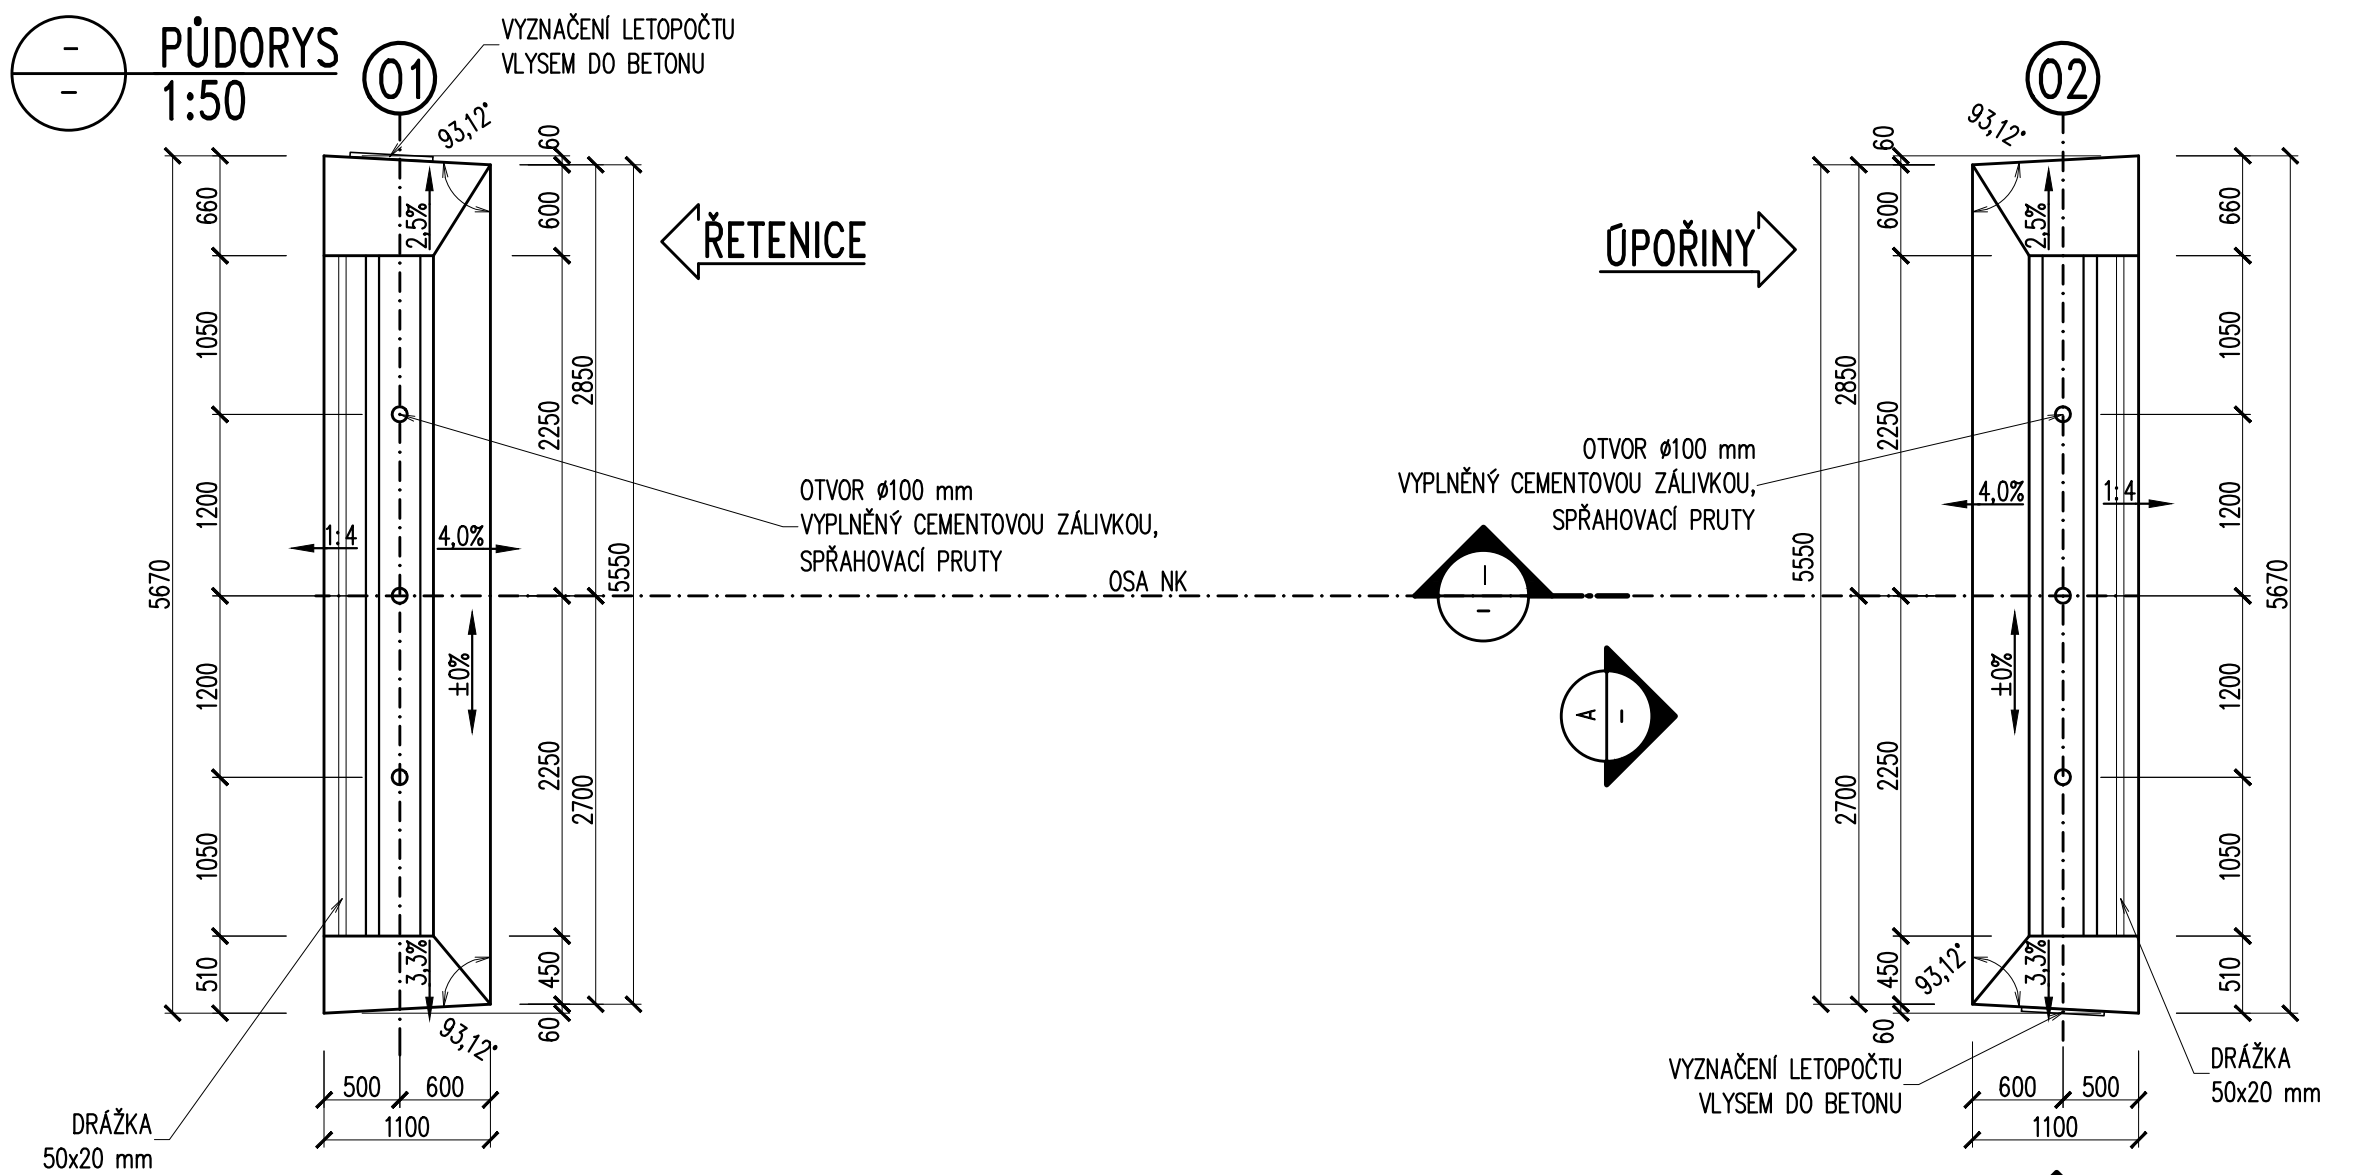 -
-
PŮDORYS
1:50
01
VYZNAČENÍ LETOPOČTU
VLYSEM DO BETONU
93,12°
60
660
2,5%
600
ŘETENICE
1050
2850
2250
1200
OTVOR ø100 mm
VYPLNĚNÝ CEMENTOVOU ZÁLIVKOU,
SPŘAHOVACÍ PRUTY
1:4
4,0%
5670
5550
OSA NK
±0%
1200
2250
2700
1050
3,3%
510
450
60
93,12°
500
600
1100
DRÁŽKA
50x20 mm
I
-
A
-
02
93,12°
60
660
600
2,5%
ÚPOŘINY
1050
2850
2250
OTVOR ø100 mm
VYPLNĚNÝ CEMENTOVOU ZÁLIVKOU,
SPŘAHOVACÍ PRUTY
4,0%
1:4
1200
5550
5670
±0%
1200
2250
2700
1050
93,12°
3,3%
450
510
60
VYZNAČENÍ LETOPOČTU
VLYSEM DO BETONU
DRÁŽKA
50x20 mm
600
500
1100